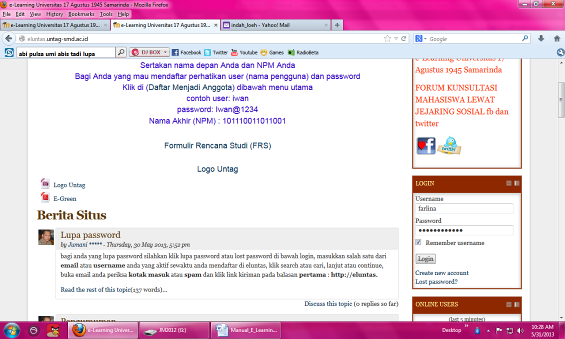 e-Learning Universitas 17 Agustus 1945 Samarinda - Mozilla Firefox
File Edit View History Bookmarks Tools Help
e-Learning Universitas 17 Agustus 19...
e-Learning Universitas 17 Agustus 19...
indah_losh - Yahoo! Mail
eluntas.untag-smd.ac.id
Google
abi pulsa umi abis tadi lupa
DJ BOX
Facebook
Twitter
Youtube
Games
RadioBeta
Sertakan nama depan Anda dan NPM Anda
Bagi Anda yang mau mendaftar perhatikan user (nama pengguna) dan password
Klik di (Daftar Menjadi Anggota) dibawah menu utama
contoh user: iwan
password: Iwan@1234
Nama Akhir (NPM) : 101110011011001
Formulir Rencana Studi (FRS)
Logo Untag
Logo Untag
E-Green
Berita Situs
Lupa password
by Jumani ***** - Thursday, 30 May 2013, 5:52 pm
bagi anda yang lupa password silahkan klik lupa password atau lost password di bawah login, masukkan salah satu dari
email atau username anda yang aktif sewaktu anda mendaftar di eluntas, klik search atau cari, lanjut atau continue,
buka email anda periksa kotak masuk atau spam dan klik link kiriman pada balasan pertama : http://eluntas.
Read the rest of this topic(137 words)...
Discuss this topic (0 replies so far)
Pengumuman
e-Learning Universitas 17
Agustus 1945 Samarinda
FORUM KUNSULTASI
MAHASISWA LEWAT
JEJARING SOSIAL fb dan
twitter
LOGIN
Username
farlina
Password
Remember username
Login
Create new account
Lost password?
ONLINE USERS
(last 5 minutes)
e-Learning Univer...
JM2012 (G:)
Manual_E_Learnin...
Desktop
10:28 AM
5/31/2013